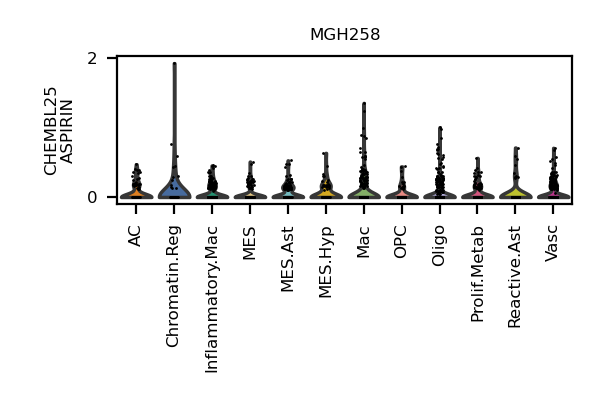 MGH258
CHEMBL25
ASPIRIN
2
0
AC
Chromatin.Reg
Inflammatory.Mac
MES
MES.Ast
MES.Hyp
Mac
OPC
Oligo
Prolif.Metab
Reactive.Ast
Vasc